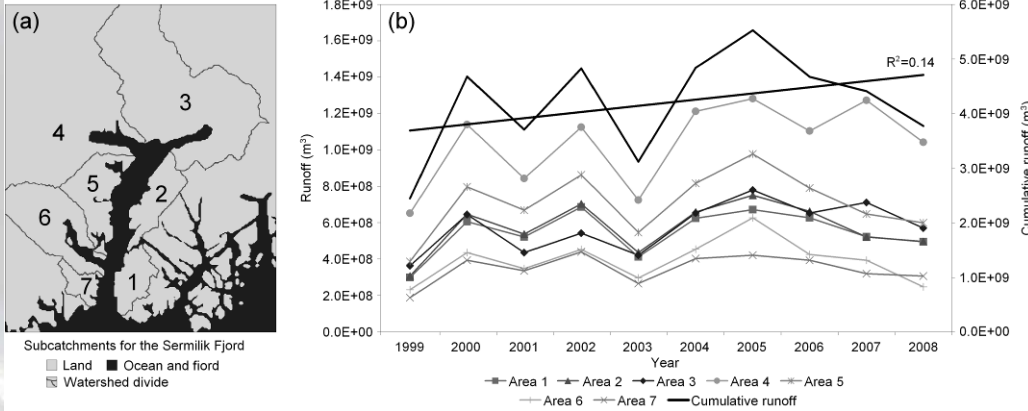 (a)
3
4
5
2
6
7
1
Subcatchments for the Sermilik Fjord
Land Ocean and fiord
Watershed divide
(b)
Runoff (m³)
1.8E+09
1.6E+09
1.4E+09
1.2E+09
1.0E+09
8.0E+08
6.0E+08
4.0E+08
2.0E+08
0.0E+00
R²=0.14
6.0E+09
5.0E+09
4.0E+09
3.0E+09
2.0E+09
1.0E+09
0.0E+00
Cumulative runoff (m³)
1999 2000 2001 2002 2003 2004 2005 2006 2007 2008
Year
Area 1 Area 2 Area 3 Area 4 Area 5
Area 6 Area 7 Cumulative runoff